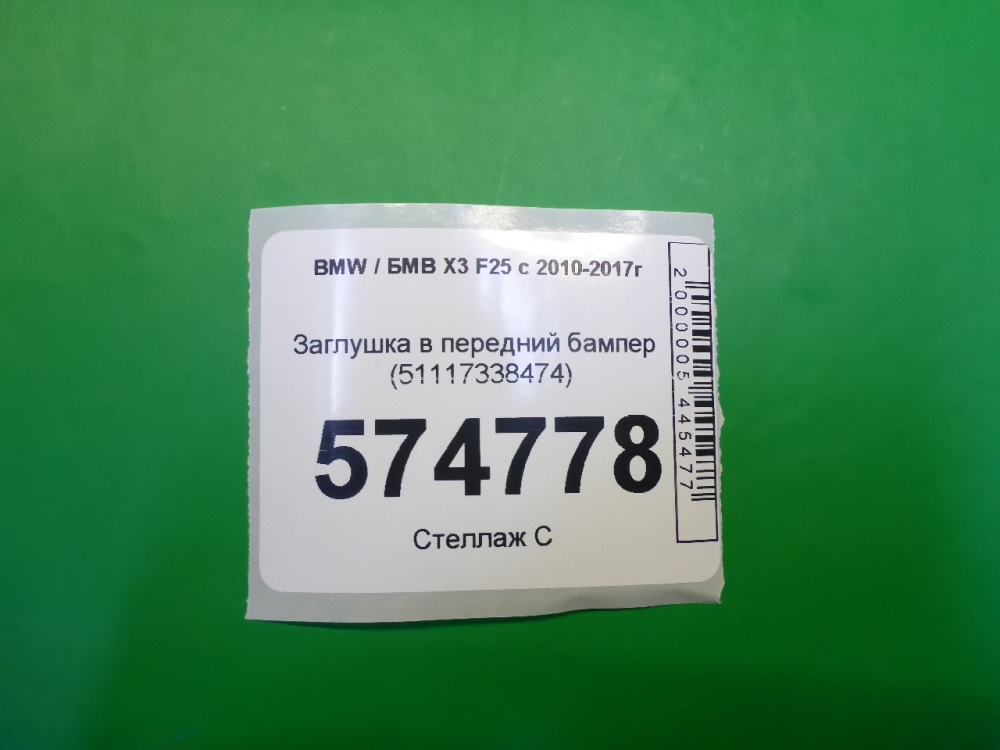 BMW / БМВ X3 F25 с 2010-2017г
Заглушка в передний бампер
(51117338474)
574778
Стеллаж С
2000005445477